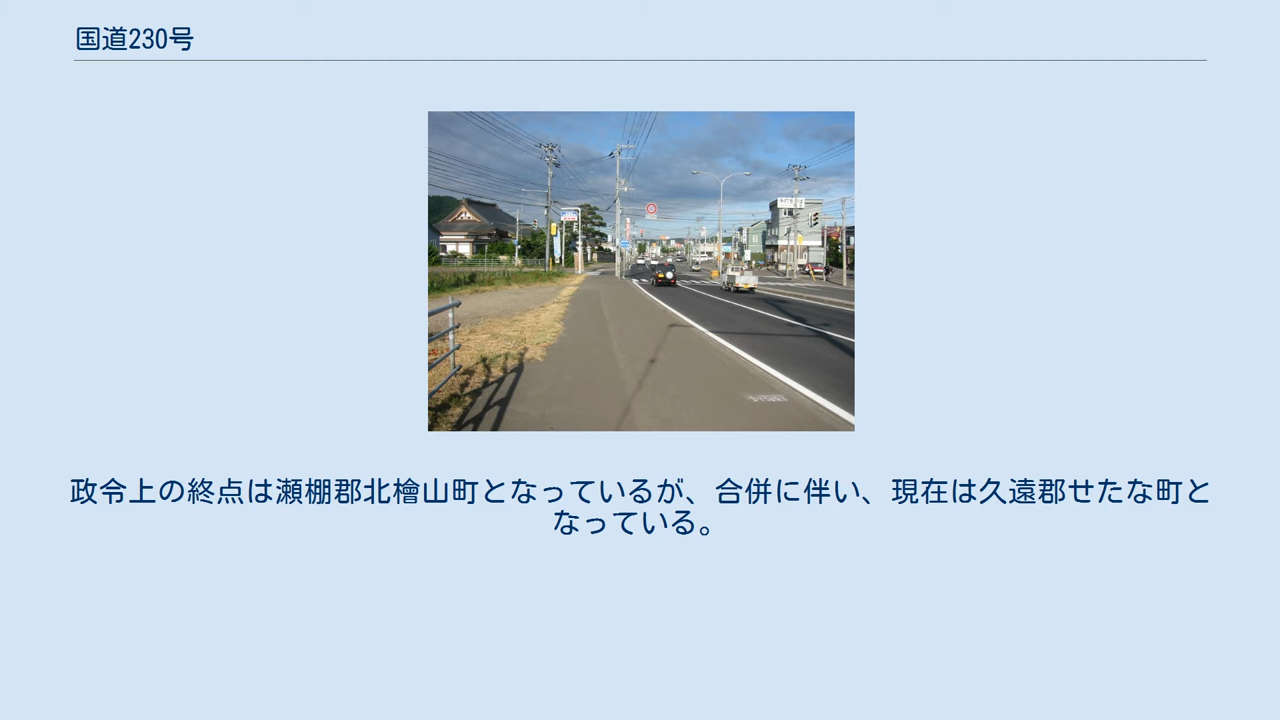 国道230号
政令上の終点は瀬棚郡北檜山町となっているが、合併に伴い、現在は久遠郡せたな町と
なっている。